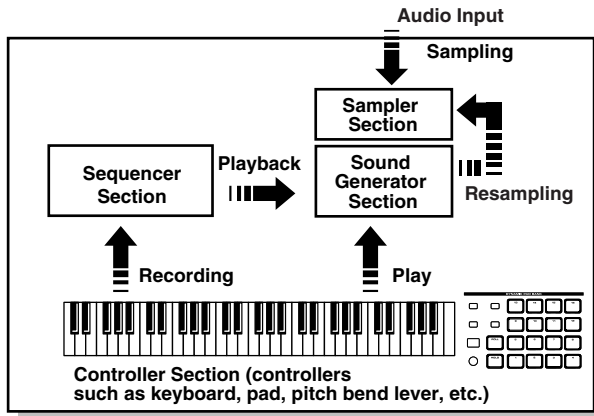 Audio Input
Sampling
Sampler
Section
Sequencer
Section
Playback
Sound
Generator
Section
Resampling
Recording
Play
Controller Section (controllers
such as keyboard, pad, pitch bend lever, etc.)